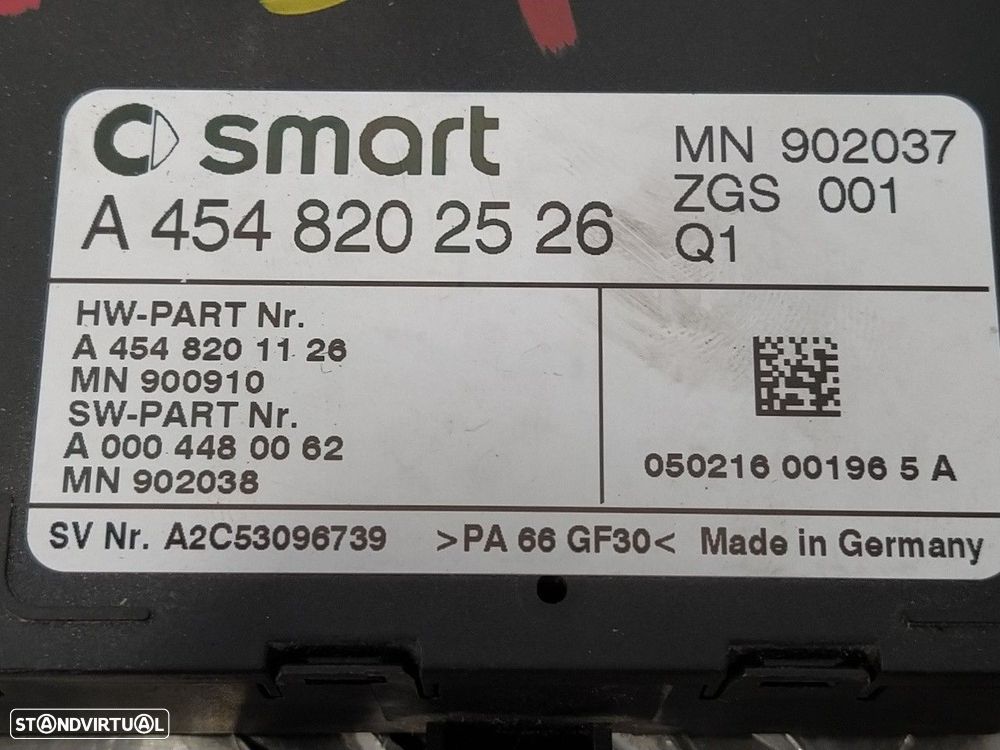 smart
A 454 820 25 26
MN 902037
ZGS 001
Q1
HW-PART Nr.
A 454 820 11 26
MN 900910
SW-PART Nr.
A 000 448 00 62
MN 902038
050216 00196 5 A
SV Nr. A2C53096739 >PA 66 GF30< Made in Germany
STANDVIRTUAL